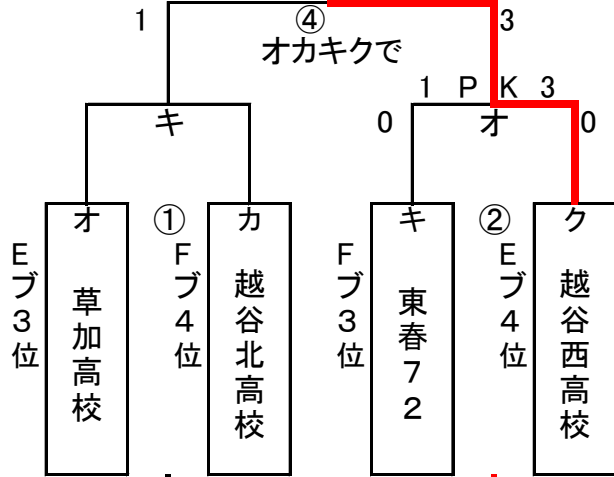 1 ④ 3
オカキクで
1 P K 3
キ 0 オ 0
オ ① カ キ ② ク
Eブ3位
草加高校
Fブ4位
越谷北高校
Fブ3位
東春72
Eブ4位
越谷西高校